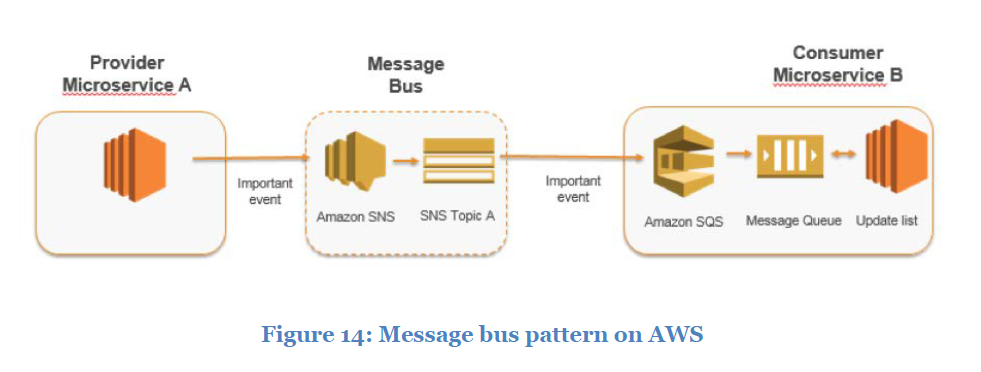 Provider
Microservice A
Message
Bus
Consumer
Microservice B
Important
event
Amazon SNS
SNS Topic A
Important
event
Amazon SQS
Message Queue
Update list
Figure 14: Message bus pattern on AWS